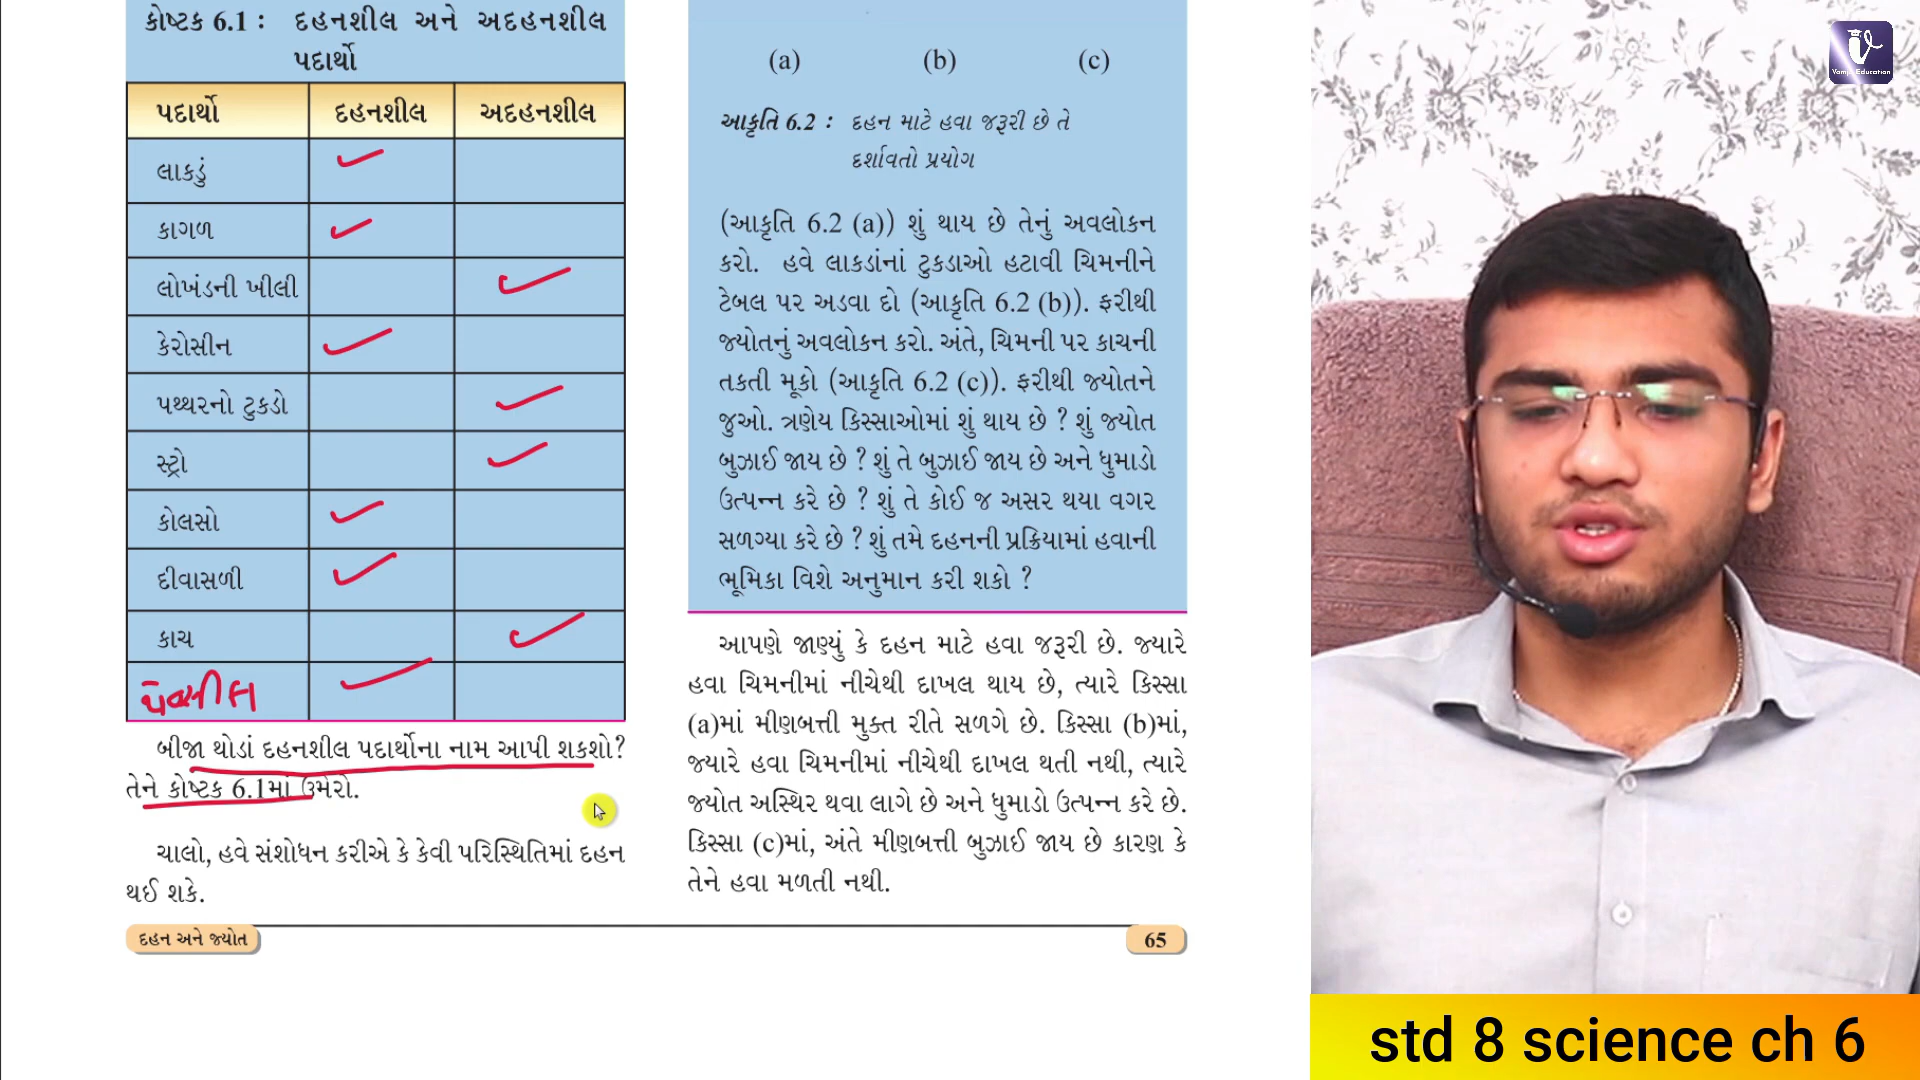 કોષ્ટક 6.1 : દહનશીલ અને અદહનશીલ
પદાર્થો
પદાર્થો દહનશીલ અદહનશીલ
લાકડું
કાગળ
લોખંડની ખીલી
કેરોસીન
પથ્થરનો ટુકડો
સ્ટ્રો
કોલસો
દીવાસળી
કાચ
પેન્સીલ
બીજા થોડાં દહનશીલ પદાર્થોના નામ આપી શકશો?
તેને કોષ્ટક 6.1માં ઉમેરો.
ચાલો, હવે સંશોધન કરીએ કે કેવી પરિસ્થિતિમાં દહન
થઈ શકે.
દહન અને જ્યોત
(a) (b) (c)
આકૃતિ 6.2 : દહન માટે હવા જરૂરી છે તે
દર્શાવતો પ્રયોગ
(આકૃતિ 6.2 (a)) શું થાય છે તેનું અવલોકન
કરો. હવે લાકડાંનાં ટુકડાઓ હટાવી ચિમનીને
ટેબલ પર અડવા દો (આકૃતિ 6.2 (b)). ફરીથી
જ્યોતનું અવલોકન કરો. અંતે, ચિમની પર કાચની
તકતી મૂકો (આકૃતિ 6.2 (c)). ફરીથી જ્યોતને
જુઓ. ત્રણેય કિસ્સાઓમાં શું થાય છે ? શું જ્યોત
બુઝાઈ જાય છે ? શું તે બુઝાઈ જાય છે અને ધુમાડો
ઉત્પન્ન કરે છે ? શું તે કોઈ જ અસર થયા વગર
સળગ્યા કરે છે ? શું તમે દહનની પ્રક્રિયામાં હવાની
ભૂમિકા વિશે અનુમાન કરી શકો ?
આપણે જાણ્યું કે દહન માટે હવા જરૂરી છે. જ્યારે
હવા ચિમનીમાં નીચેથી દાખલ થાય છે, ત્યારે કિસ્સા
(a)માં મીણબત્તી મુક્ત રીતે સળગે છે. કિસ્સા (b)માં,
જ્યારે હવા ચિમનીમાં નીચેથી દાખલ થતી નથી, ત્યારે
જ્યોત અસ્થિર થવા લાગે છે અને ધુમાડો ઉત્પન્ન કરે છે.
કિસ્સા (c)માં, અંતે મીણબત્તી બુઝાઈ જાય છે કારણ કે
તેને હવા મળતી નથી.
65
std 8 science ch 6